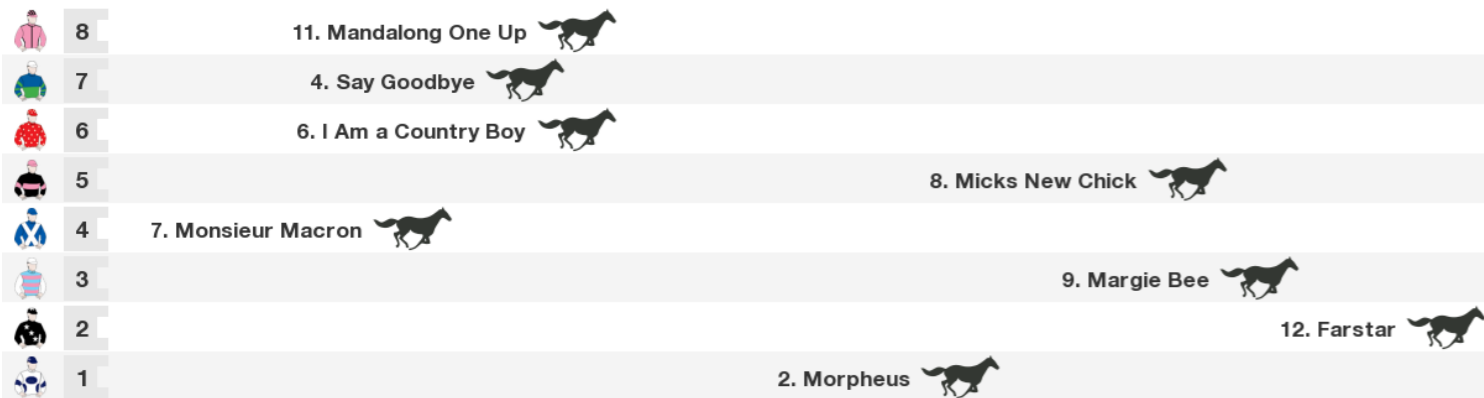 8 11. Mandalong One Up
7 4. Say Goodbye
6 6. I Am a Country Boy
5 8. Micks New Chick
4 7. Monsieur Macron
3 9. Margie Bee
2 12. Farstar
1 2. Morpheus